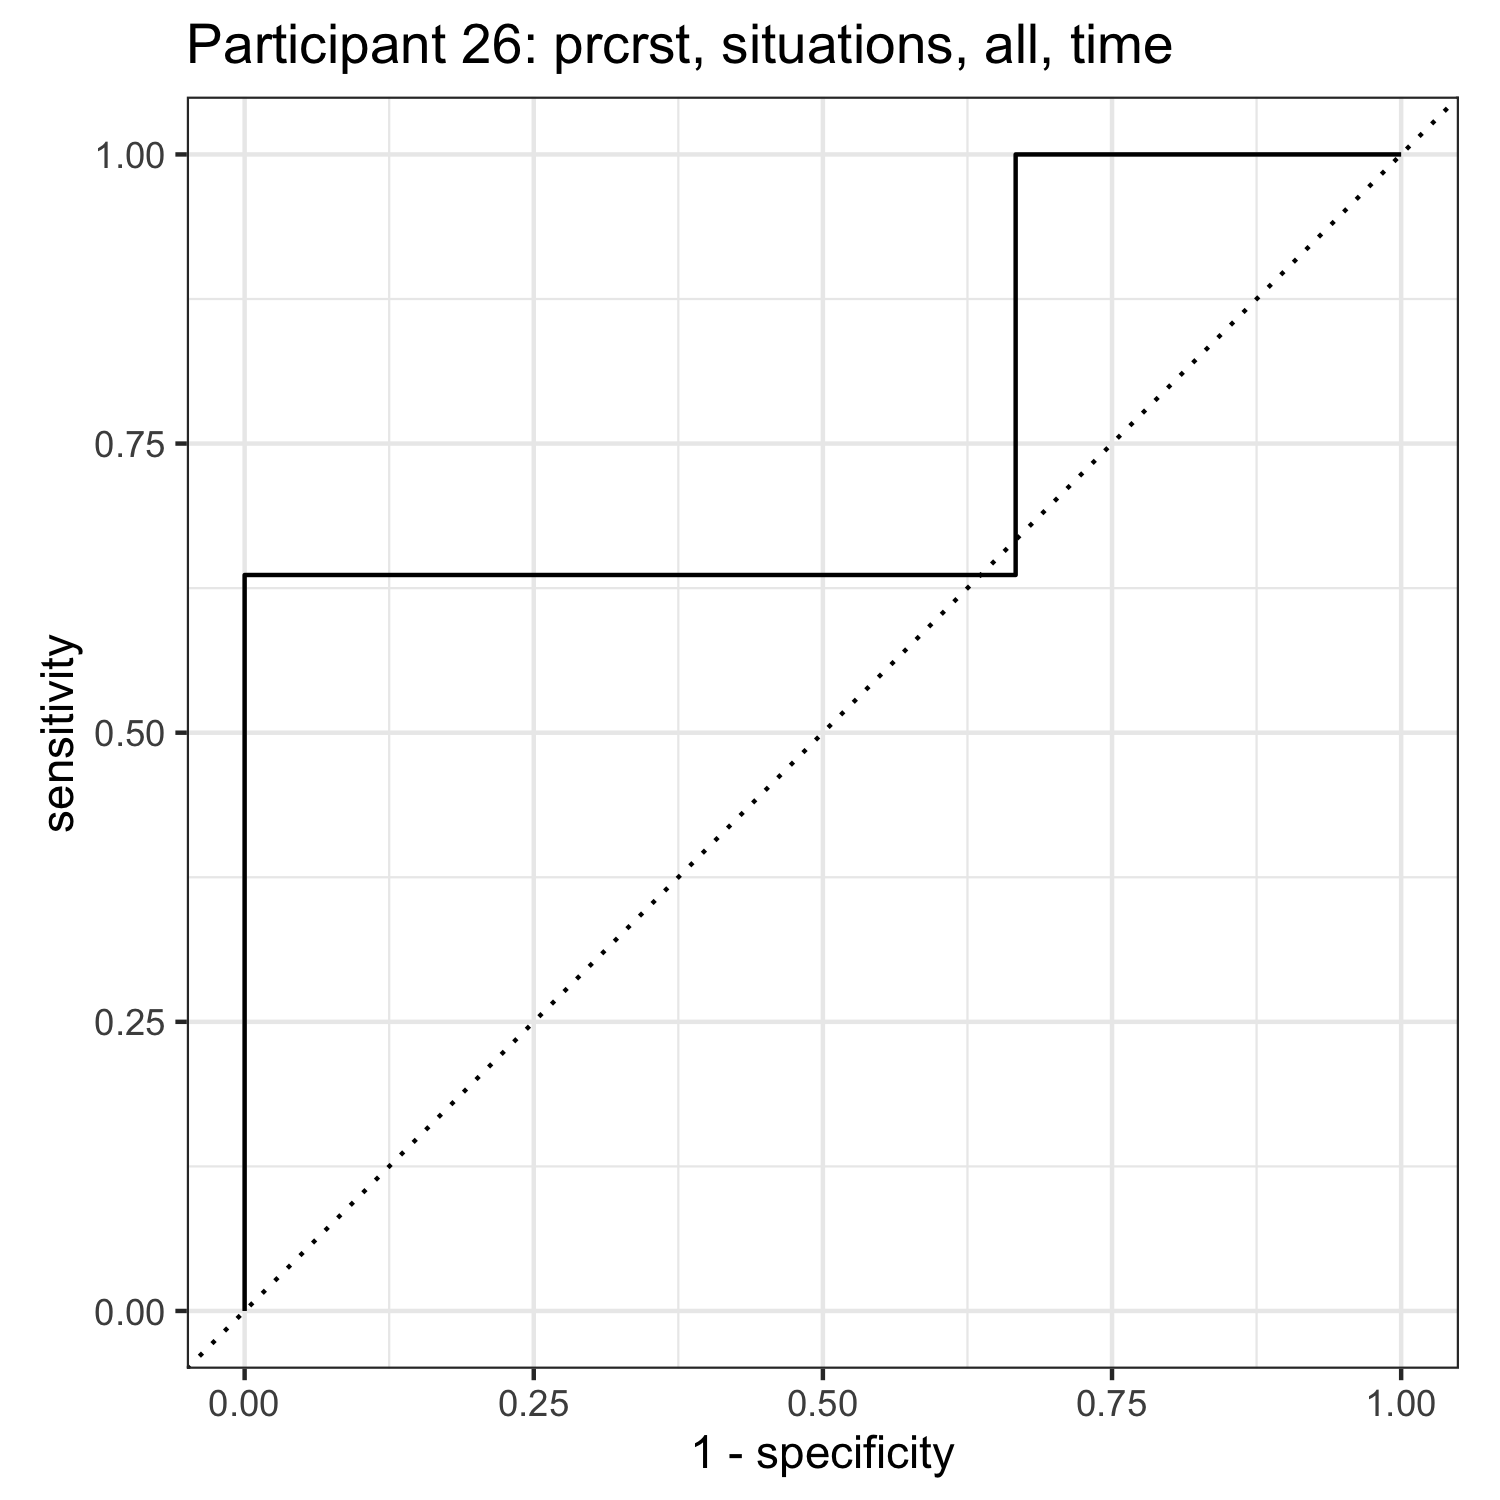 Participant 26: prcrst, situations, all, time
1.00
0.75
0.50
0.25
0.00
sensitivity
0.00 0.25 0.50 0.75 1.00
1 - specificity